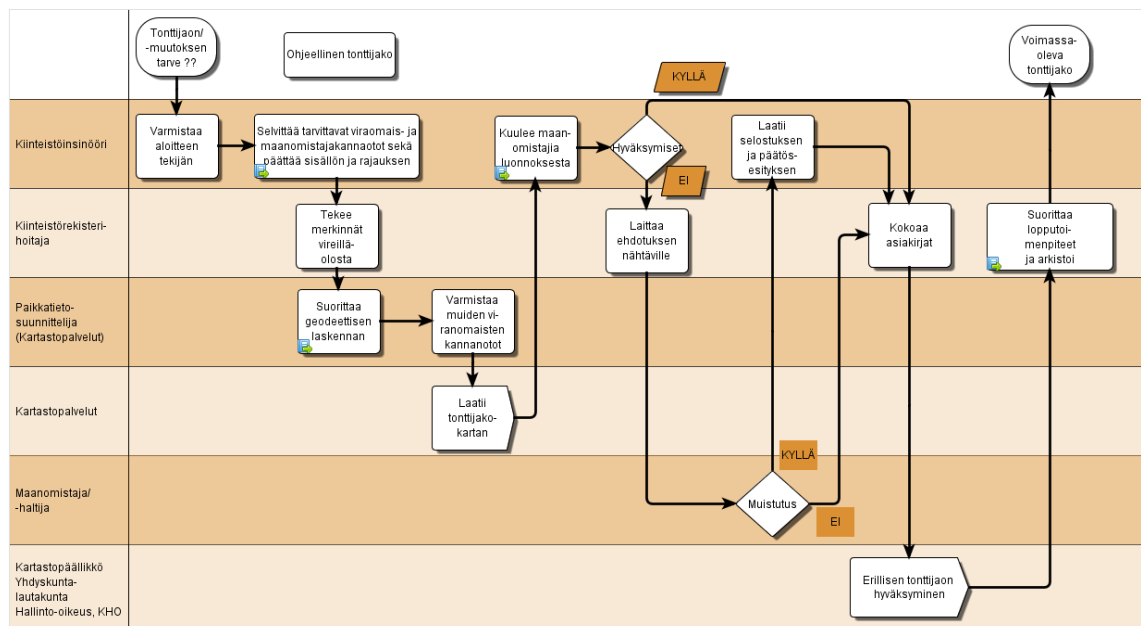 Tonttijaon/
-muutoksen
tarve ??
Ohjeellinen tonttijako
Voimassa-
oleva
tonttijako
KYLLÄ
Kiinteistöinsinööri
Varmistaa
aloitteen
tekijän
Selvittää tarvittavat viraomais- ja
maanomistajakannaotot sekä
päättää sisällön ja rajauksen
Kuulee maan-
omistajia
luonnoksesta
Hyväksymiset
EI
Laatii
selostuksen
ja päätös-
esityksen
Kiinteistörekisteri-
hoitaja
Tekee
merkinnät
vireillä-
olosta
Laittaa
ehdotuksen
nähtäville
Kokoaa
asiakirjat
Suorittaa
lopputoi-
menpiteet
ja arkistoi
Paikkatieto-
suunnittelija
(Kartastopalvelut)
Suorittaa
geodeettisen
laskennan
Varmistaa
muiden vi-
ranomaisten
kannanotot
Kartastopalvelut
Laatii
tonttijako-
kartan
Maanomistaja/
-haltija
KYLLÄ
Muistutus
EI
Kartastopäällikkö
Yhdyskunta-
lautakunta
Hallinto-oikeus, KHO
Erillisen tonttijaon
hyväksyminen